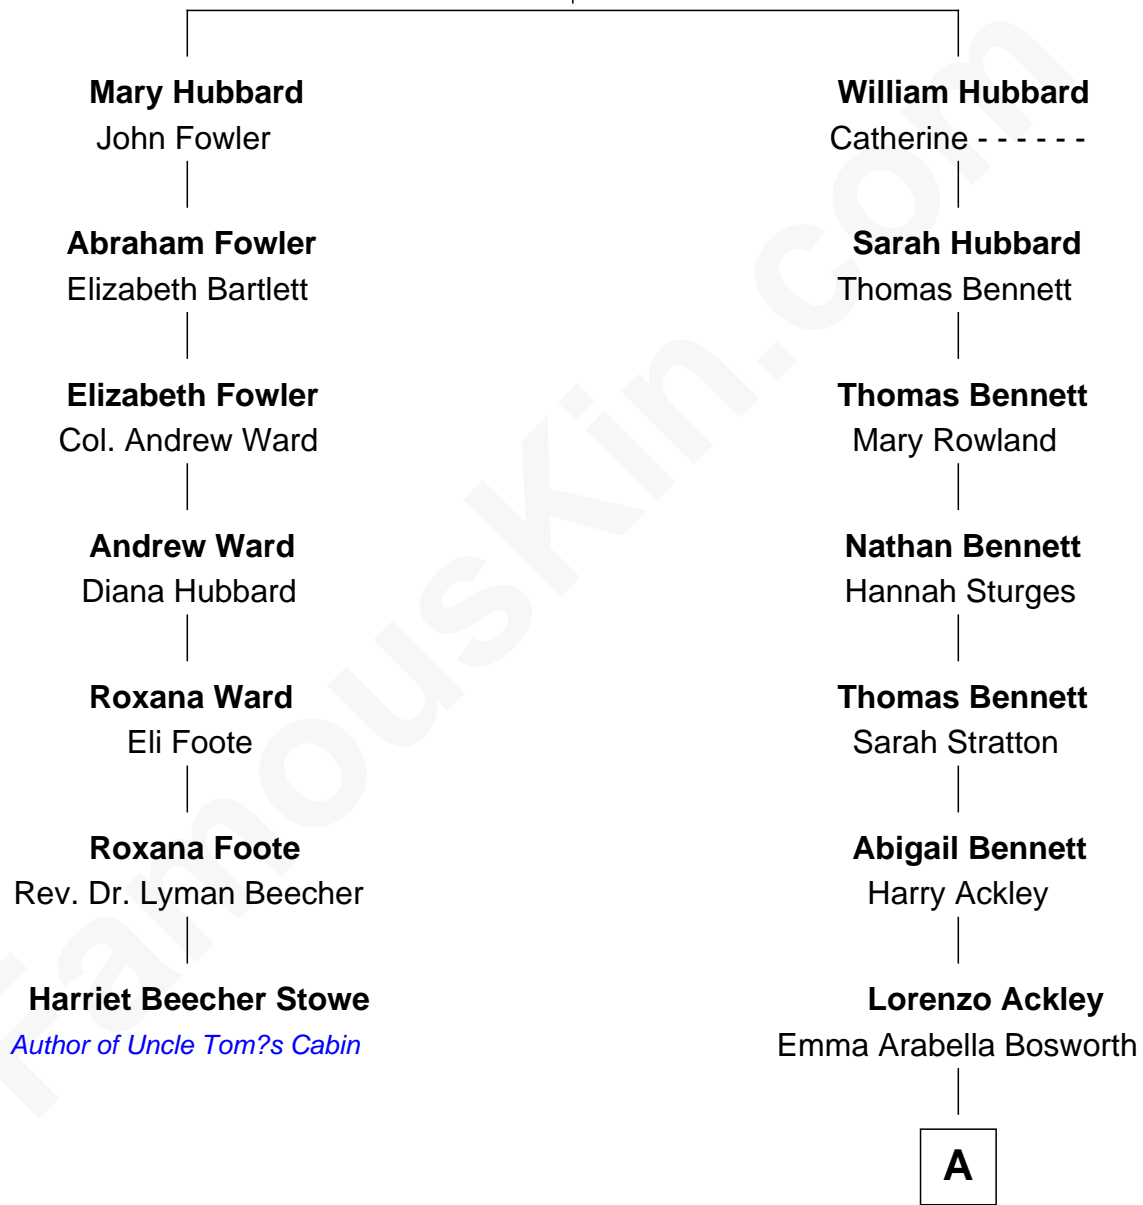 Mary Hubbard
John Fowler
William Hubbard
Catherine - - - - - -
Abraham Fowler
Elizabeth Bartlett
Sarah Hubbard
Thomas Bennett
Elizabeth Fowler
Col. Andrew Ward
Thomas Bennett
Mary Rowland
Andrew Ward
Diana Hubbard
Nathan Bennett
Hannah Sturges
Roxana Ward
Eli Foote
Thomas Bennett
Sarah Stratton
Roxana Foote
Rev. Dr. Lyman Beecher
Abigail Bennett
Harry Ackley
Harriet Beecher Stowe
Author of Uncle Tom?s Cabin
Lorenzo Ackley
Emma Arabella Bosworth
A
FamousKin.com